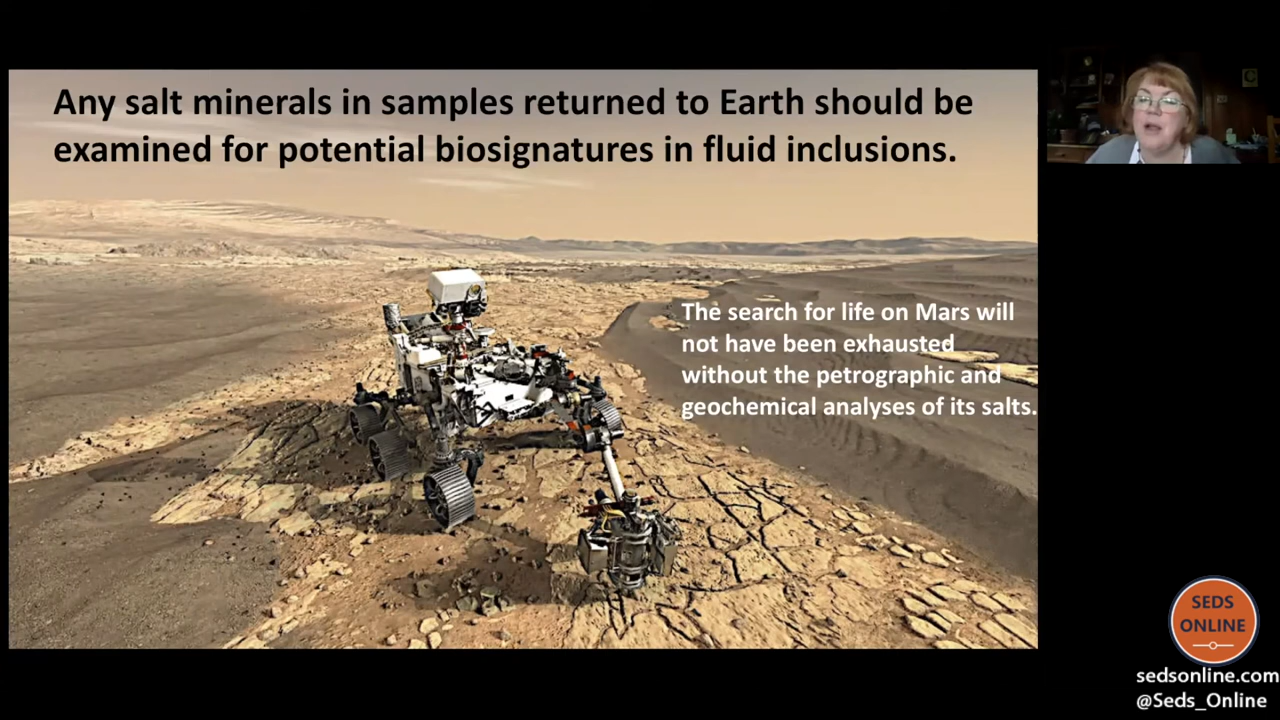 Any salt minerals in samples returned to Earth should be
examined for potential biosignatures in fluid inclusions.
The search for life on Mars will
not have been exhausted
without the petrographic and
geochemical analyses of its salts.
SEDS
ONLINE
sedsonline.com
@Seds_Online